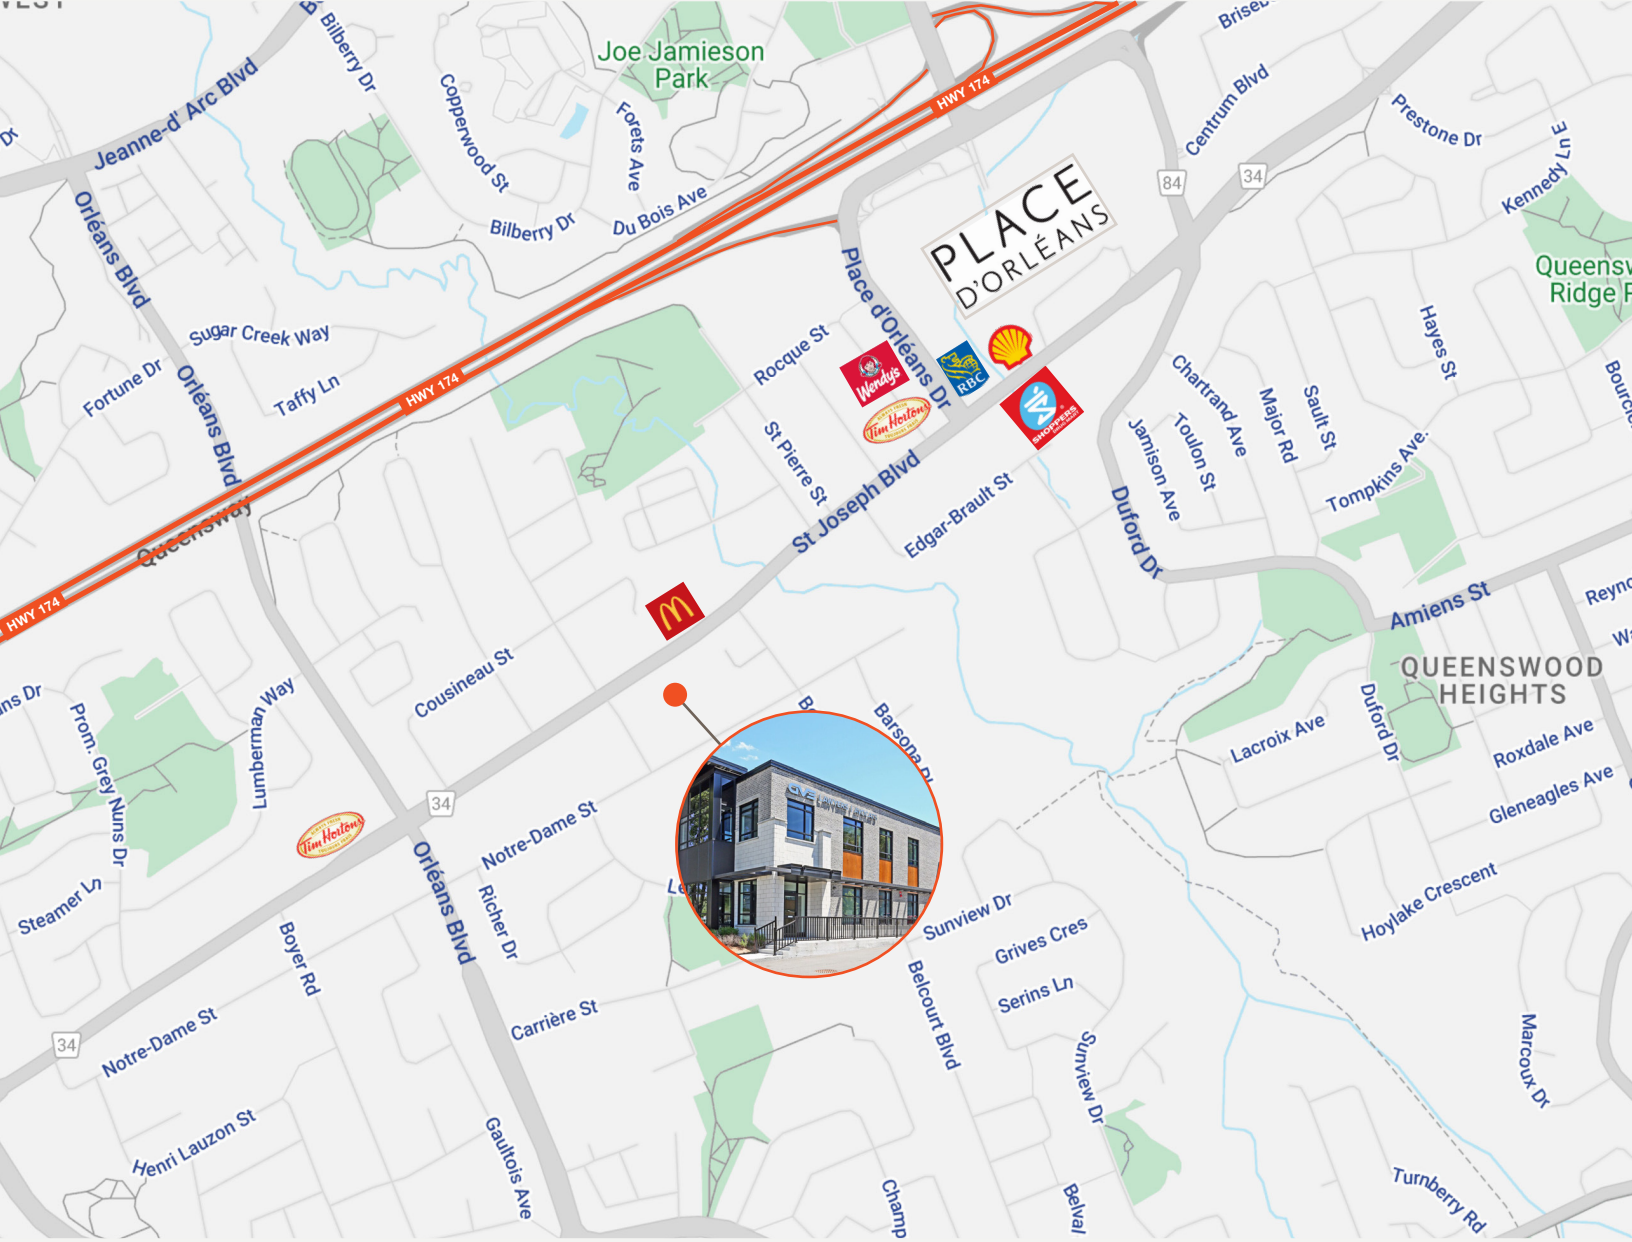 Bilberry Dr
Joe Jamieson
Park
Jeanne-d' Arc Blvd
Copperwood St
Forets Ave
HWY 174
Centrum Blvd
Prestone Dr
Kennedy Ln E
Dr
84
34
Orléans Blvd
Bilberry Dr
Du Bois Ave
PLACE
D'ORLÉANS
Place d'Orléans Dr
Sugar Creek Way
Fortune Dr
Taffy Ln
Orléans Blvd
HWY 174
Rocque St
Wendy's
RBC
Tim Hortons
SHOPPERS
Hayes St
Chartrand Ave
Major Rd
Sault St
Toulon St
Jamison Ave
Tompkins Ave.
St Pierre St
St Joseph Blvd
Edgar-Brault St
Duford Dr
Queensway
HWY 174
Amiens St
QUEENSWOOD
HEIGHTS
Cousineau St
Lumberman Way
Prom. Grey Nuns Dr
Duford Dr
Lacroix Ave
Roxdale Ave
Gleneagles Ave
34
Tim Hortons
Notre-Dame St
Orléans Blvd
Richer Dr
Steamer Ln
Boyer Rd
Sunview Dr
Grives Cres
Serins Ln
Hoylake Crescent
Belcourt Blvd
Carrière St
34
Notre-Dame St
Sunview Dr
Marcoux Dr
Henri Lauzon St
Gaultois Ave
Champ
Belval
Turnberry Rd